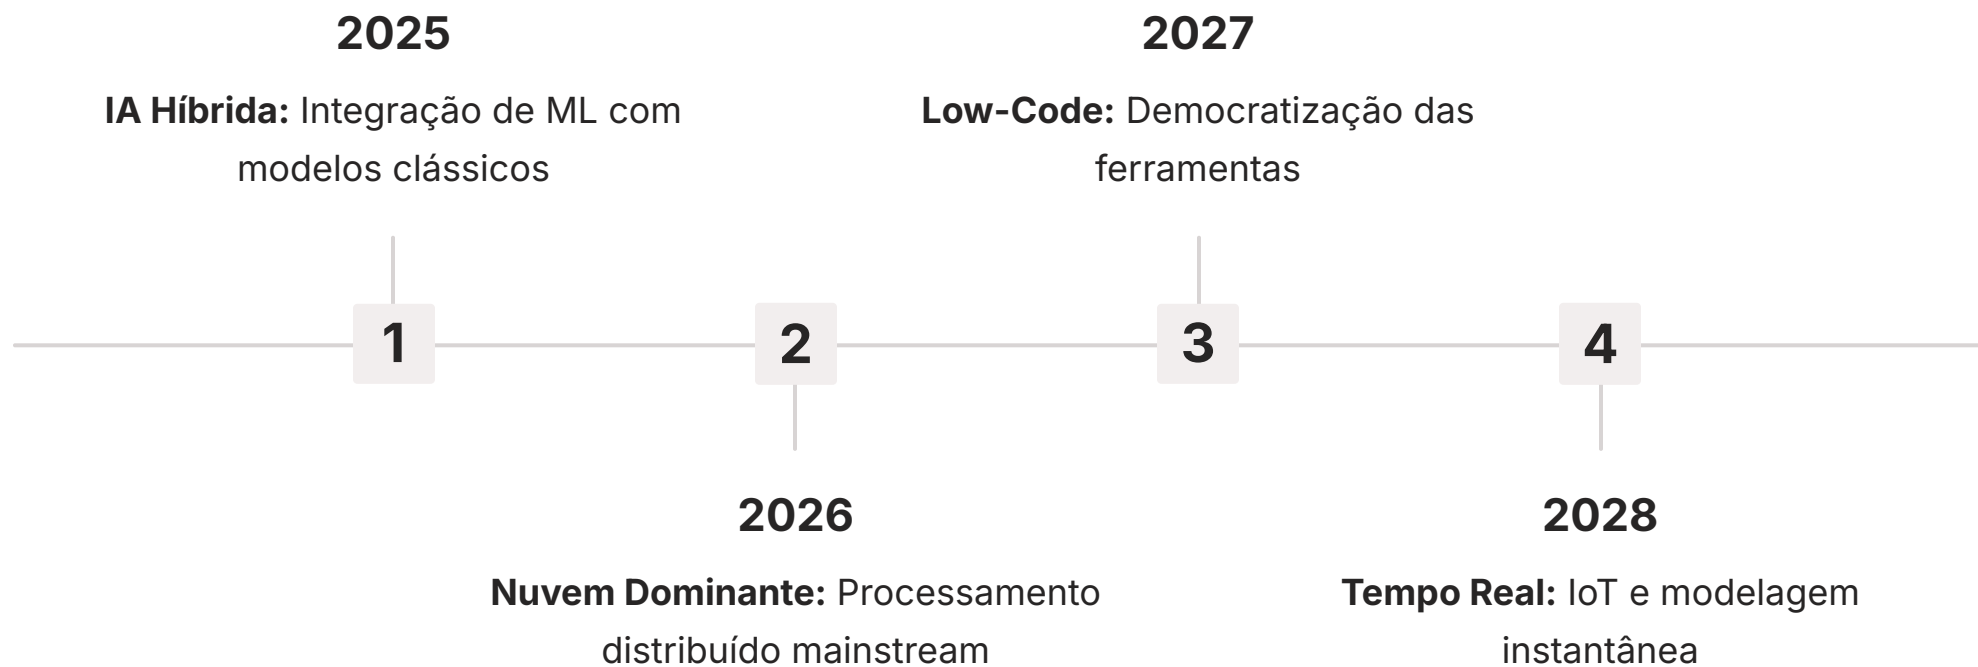 2025
IA Híbrida: Integração de ML com
modelos clássicos
2027
Low-Code: Democratização das
ferramentas
1
2
3
4
2026
Nuvem Dominante: Processamento
distribuído mainstream
2028
Tempo Real: IoT e modelagem
instantânea